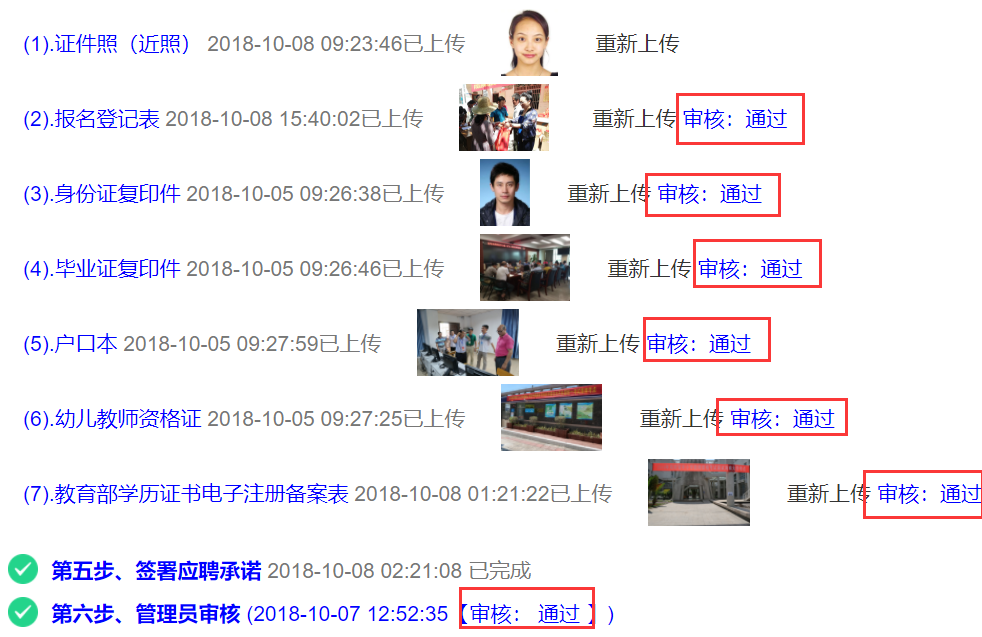 (1).证件照（近照） 2018-10-08 09:23:46已上传 重新上传
(2).报名登记表 2018-10-08 15:40:02已上传 重新上传 审核：通过
(3).身份证复印件 2018-10-05 09:26:38已上传 重新上传 审核：通过
(4).毕业证复印件 2018-10-05 09:26:46已上传 重新上传 审核：通过
(5).户口本 2018-10-05 09:27:59已上传 重新上传 审核：通过
(6).幼儿教师资格证 2018-10-05 09:27:25已上传 重新上传 审核：通过
(7).教育部学历证书电子注册备案表 2018-10-08 01:21:22已上传 重新上传 审核：通过
第五步、签署应聘承诺 2018-10-08 02:21:08 已完成
第六步、管理员审核 (2018-10-07 12:52:35【审核： 通过 】)